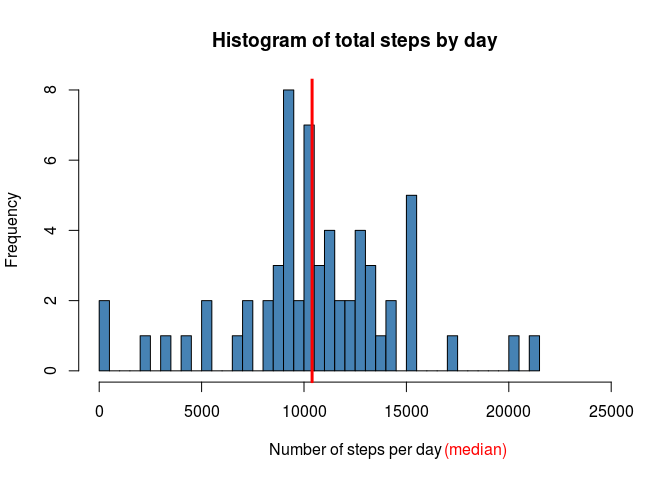 Histogram of total steps by day
8
6
4
2
0
Frequency
0 5000 10000 15000 20000 25000
Number of steps per day (median)